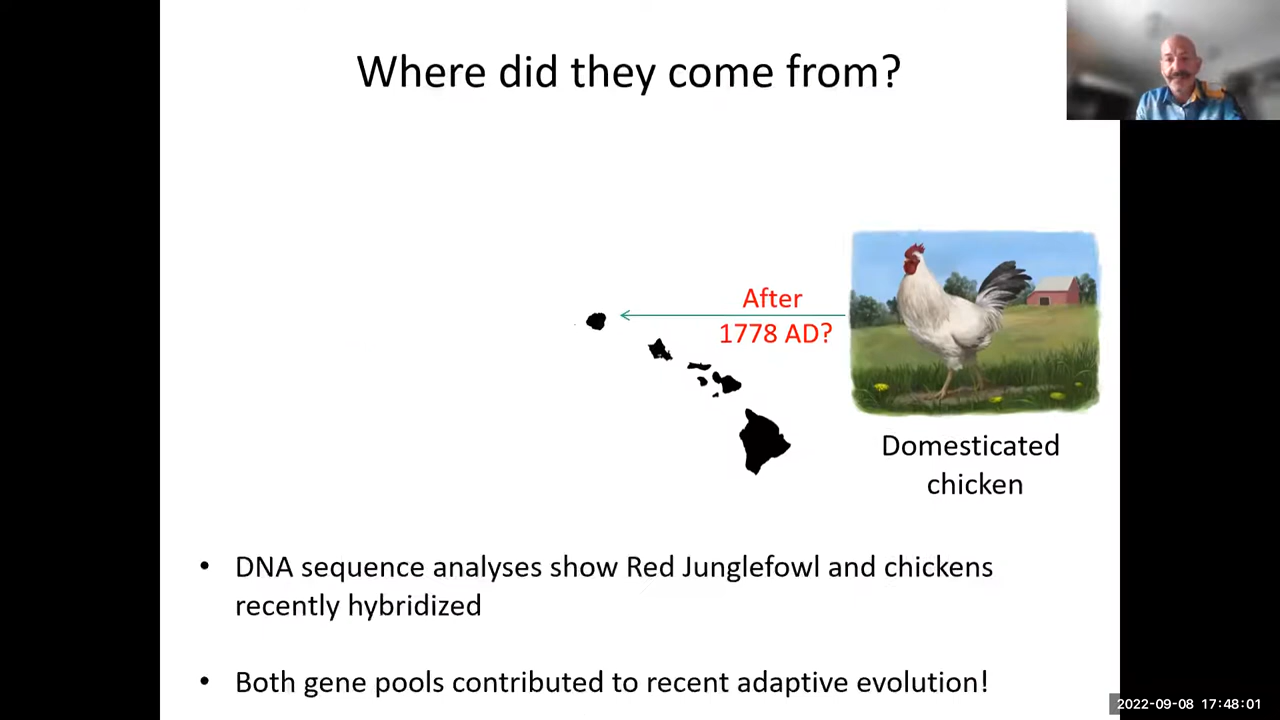 Where did they come from?
After
1778 AD?
Domesticated
chicken
• DNA sequence analyses show Red Junglefowl and chickens
recently hybridized
• Both gene pools contributed to recent adaptive evolution!
2022-09-08 17:48:01